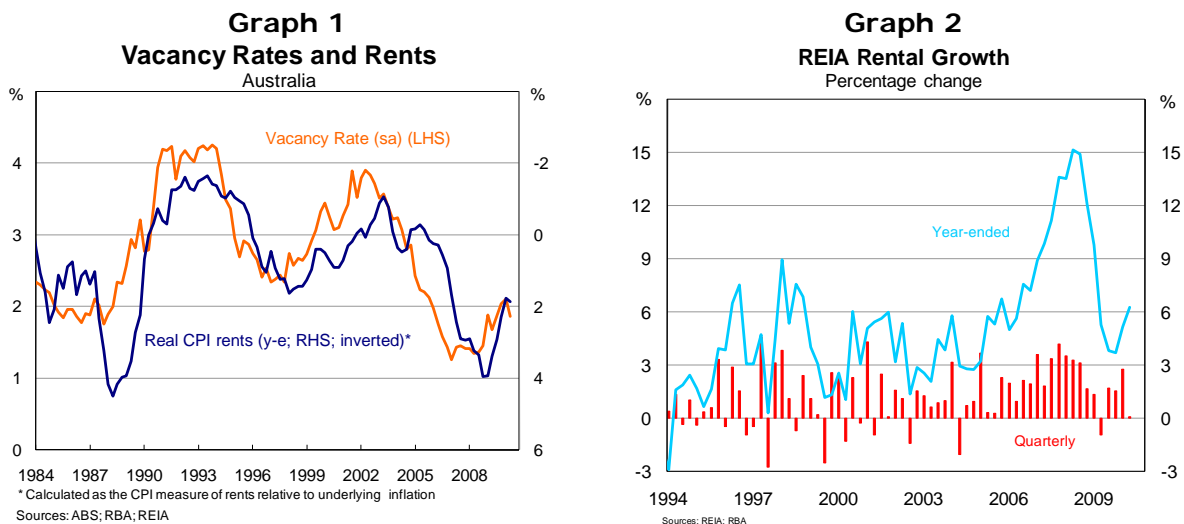 Graph 1
Vacancy Rates and Rents
Australia
%
%
Vacancy Rate (sa) (LHS)
4
-2
3
0
2
2
Real CPI rents (y-e; RHS; inverted)*
1
4
0
6
1984 1987 1990 1993 1996 1999 2002 2005 2008
* Calculated as the CPI measure of rents relative to underlying inflation
Sources: ABS; RBA; REIA
Graph 2
REIA Rental Growth
Percentage change
%
%
15
15
12
12
Year-ended
9
9
6
6
3
3
0
0
Quarterly
-3
-3
1994 1997 2000 2003 2006 2009
Sources: REIA; RBA